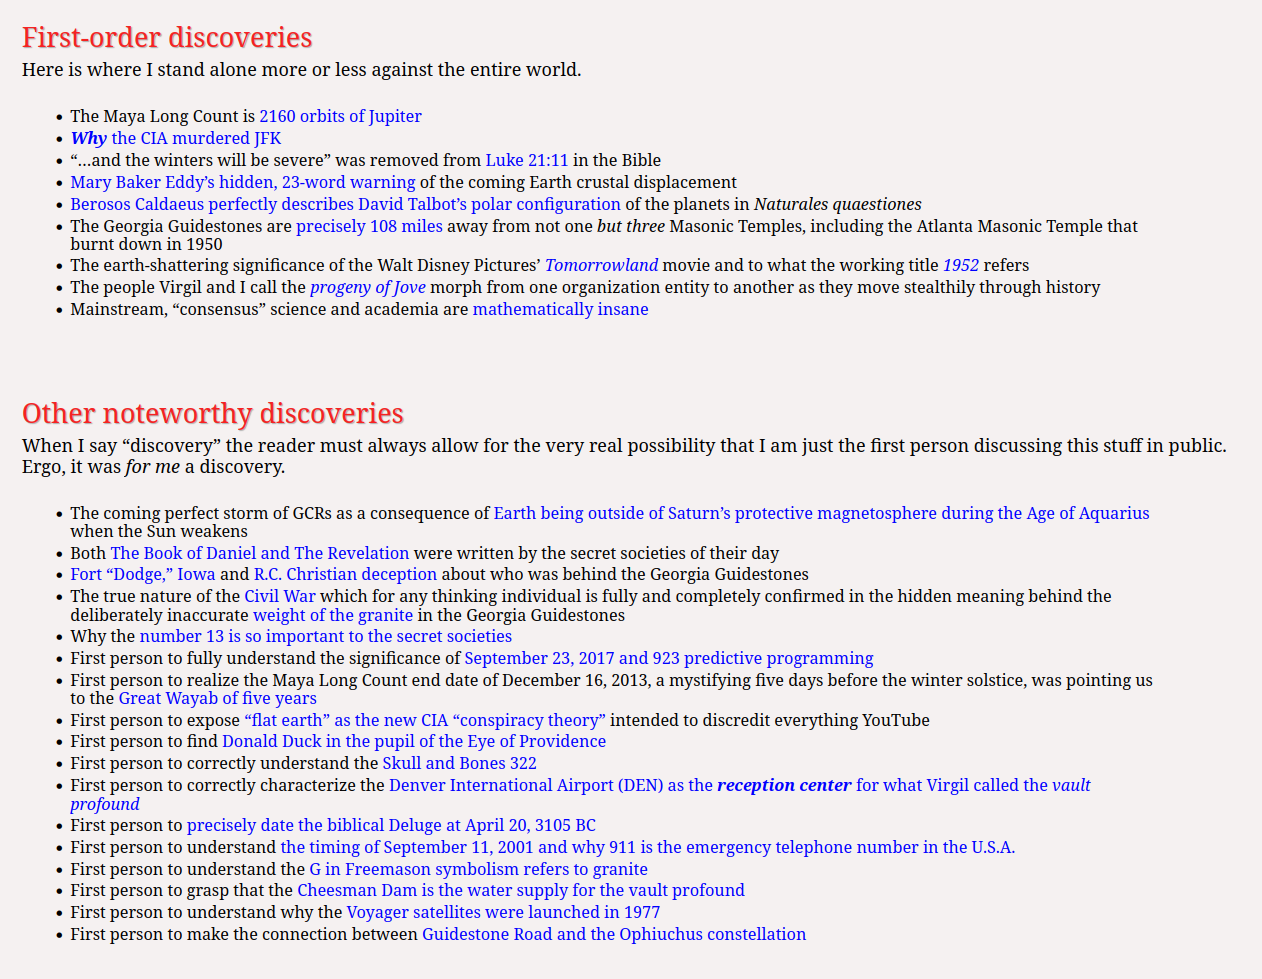 First-order discoveries
Here is where I stand alone more or less against the entire world.
• The Maya Long Count is 2160 orbits of Jupiter
• Why the CIA murdered JFK
• “…and the winters will be severe” was removed from Luke 21:11 in the Bible
• Mary Baker Eddy’s hidden, 23-word warning of the coming Earth crustal displacement
• Berosos Caldaeus perfectly describes David Talbot’s polar configuration of the planets in Naturales quaestiones
• The Georgia Guidestones are precisely 108 miles away from not one but three Masonic Temples, including the Atlanta Masonic Temple that
burnt down in 1950
• The earth-shattering significance of the Walt Disney Pictures’ Tomorrowland movie and to what the working title 1952 refers
• The people Virgil and I call the progeny of Jove morph from one organization entity to another as they move stealthily through history
• Mainstream, “consensus” science and academia are mathematically insane
Other noteworthy discoveries
When I say “discovery” the reader must always allow for the very real possibility that I am just the first person discussing this stuff in public.
Ergo, it was for me a discovery.
• The coming perfect storm of GCRs as a consequence of Earth being outside of Saturn’s protective magnetosphere during the Age of Aquarius
when the Sun weakens
• Both The Book of Daniel and The Revelation were written by the secret societies of their day
• Fort “Dodge,” Iowa and R.C. Christian deception about who was behind the Georgia Guidestones
• The true nature of the Civil War which for any thinking individual is fully and completely confirmed in the hidden meaning behind the
deliberately inaccurate weight of the granite in the Georgia Guidestones
• Why the number 13 is so important to the secret societies
• First person to fully understand the significance of September 23, 2017 and 923 predictive programming
• First person to realize the Maya Long Count end date of December 16, 2013, a mystifying five days before the winter solstice, was pointing us
to the Great Wayab of five years
• First person to expose “flat earth” as the new CIA “conspiracy theory” intended to discredit everything YouTube
• First person to find Donald Duck in the pupil of the Eye of Providence
• First person to correctly understand the Skull and Bones 322
• First person to correctly characterize the Denver International Airport (DEN) as the reception center for what Virgil called the vault
profound
• First person to precisely date the biblical Deluge at April 20, 3105 BC
• First person to understand the timing of September 11, 2001 and why 911 is the emergency telephone number in the U.S.A.
• First person to understand the G in Freemason symbolism refers to granite
• First person to grasp that the Cheesman Dam is the water supply for the vault profound
• First person to understand why the Voyager satellites were launched in 1977
• First person to make the connection between Guidestone Road and the Ophiuchus constellation